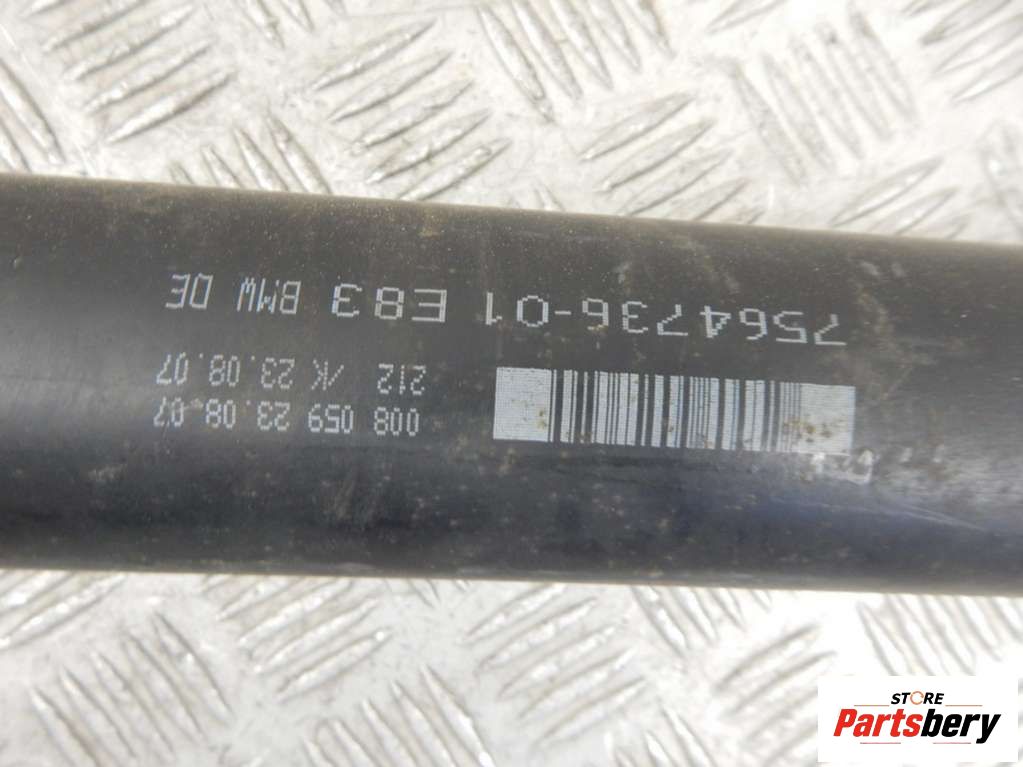 008 059 23.08.07
212 /K 23.08.07
7564736-01 E83 BMW DE
STORE
Partsbery